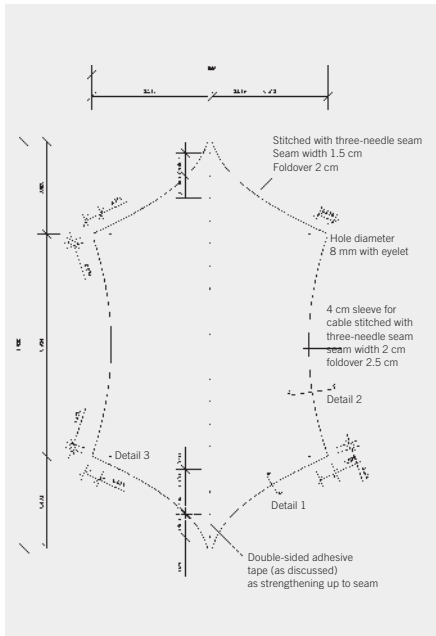 Stitched with three-needle seam
Seam width 1.5 cm
Foldover 2 cm
Hole diameter
8 mm with eyelet
4 cm sleeve for
cable stitched with
three-needle seam
seam width 2 cm
foldover 2.5 cm
Detail 2
Detail 3
Detail 1
Double-sided adhesive
tape (as discussed)
as strengthening up to seam